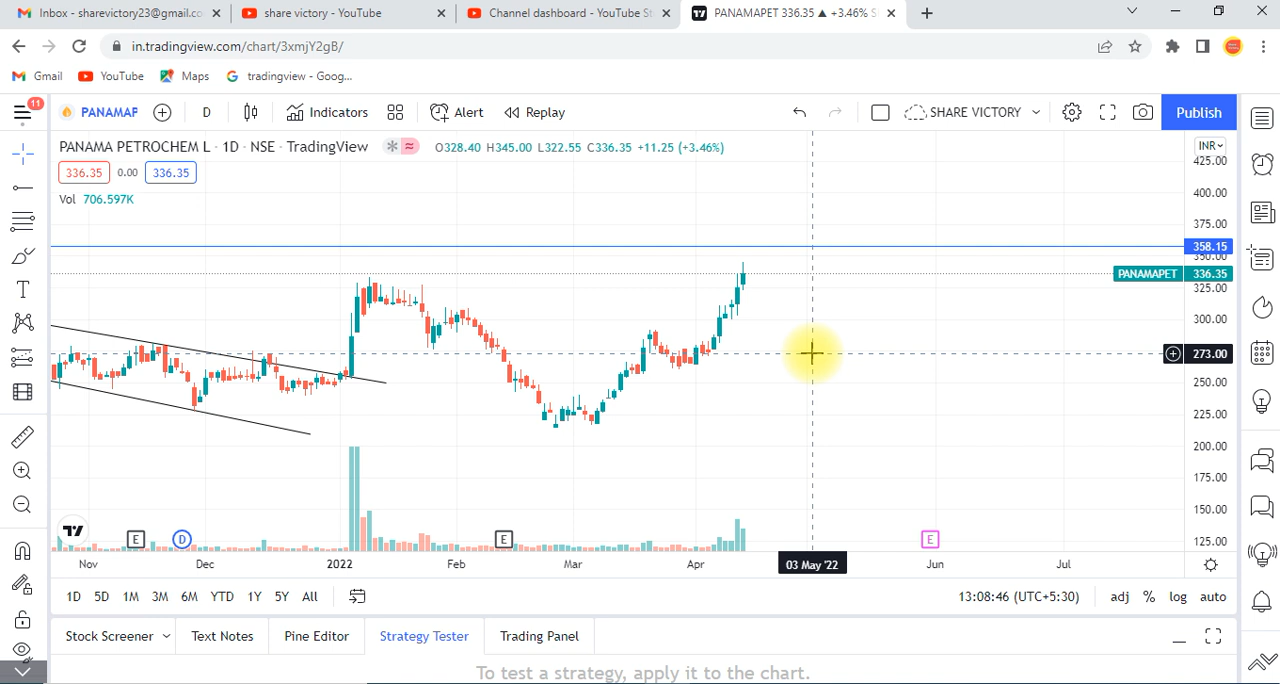 Inbox - sharevictory23@gmail.co
share victory - YouTube
Channel dashboard - YouTube St
PANAMAPET 336.35 ▲ +3.46% S
in.tradingview.com/chart/3xmjY2gB/
Gmail YouTube Maps tradingview - Goog...
11
PANAMAP D Indicators Alert Replay SHARE VICTORY Publish
PANAMA PETROCHEM L · 1D · NSE · TradingView O328.40 H345.00 L322.55 C336.35 +11.25 (+3.46%) INR
336.35 0.00 336.35
Vol 706.597K
425.00
400.00
375.00
358.15
350.00
PANAMAPET 336.35
325.00
300.00
273.00
250.00
225.00
200.00
175.00
150.00
125.00
E D E E
Nov Dec 2022 Feb Mar Apr 03 May '22 Jun Jul
1D 5D 1M 3M 6M YTD 1Y 5Y All 13:08:46 (UTC+5:30) adj % log auto
Stock Screener Text Notes Pine Editor Strategy Tester Trading Panel
To test a strategy, apply it to the chart.